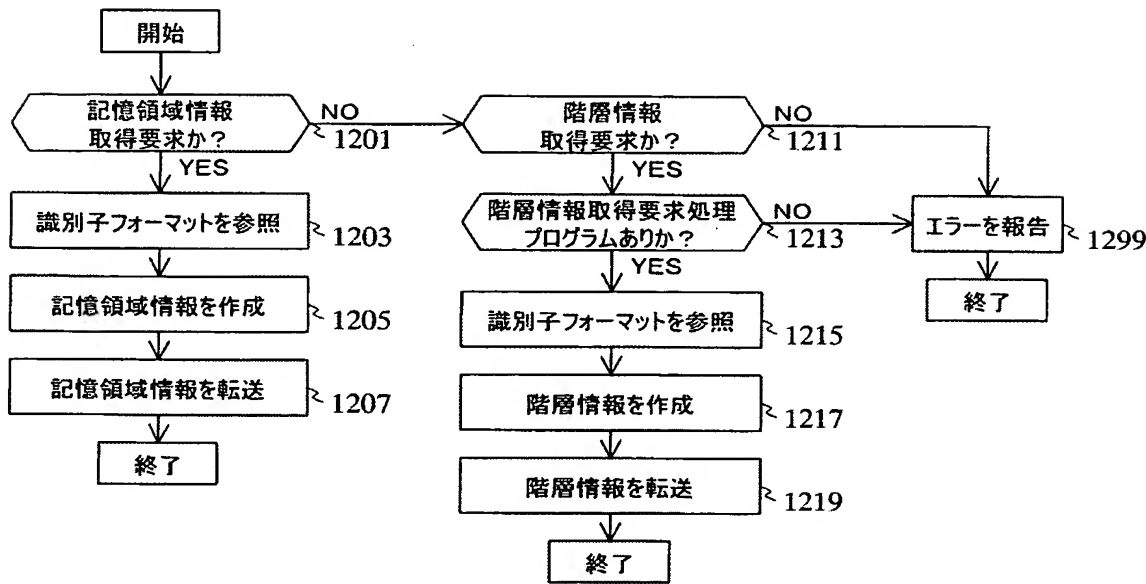 開始
記憶領域情報
取得要求か?
NO
1201
YES
識別子フォーマットを参照
1203
記憶領域情報を作成
1205
記憶領域情報を転送
1207
終了
階層情報
取得要求か?
NO
1211
YES
階層情報取得要求処理
プログラムありか?
NO
1213
YES
識別子フォーマットを参照
1215
階層情報を作成
1217
階層情報を転送
1219
終了
エラーを報告
1299
終了